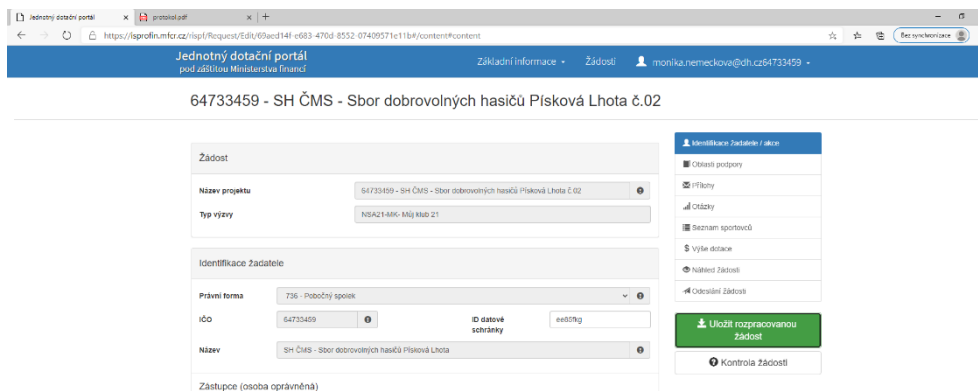 Jednotný dotační portál
protokol.pdf
https://isprofin.mfcr.cz/rispf/Request/Edit/69aed14f-e683-470d-8552-07409571e11b#/content#content
Bez synchronizace
Jednotný dotační portál
pod záštitou Ministerstva financí
Základní informace
Žádosti
monika.nemeckova@dh.cz64733459
64733459 - SH ČMS - Sbor dobrovolných hasičů Písková Lhota č.02
Žádost
Název projektu
64733459 - SH ČMS - Sbor dobrovolných hasičů Písková Lhota č.02
Typ výzvy
NSA21-MK- Můj klub 21
Identifikace žadatele
Právní forma
736 - Pobočný spolek
IČO
64733459
ID datové schránky
Název
SH ČMS - Sbor dobrovolných hasičů Písková Lhota
Zástupce (osoba oprávněná)
Identifikace žadatele / akce
Oblasti podpory
Přílohy
Otázky
Seznam sportovců
Výše dotace
Náhled žádosti
Odeslání žádosti
Uložit rozpracovanou
žádost
Kontrola žádosti